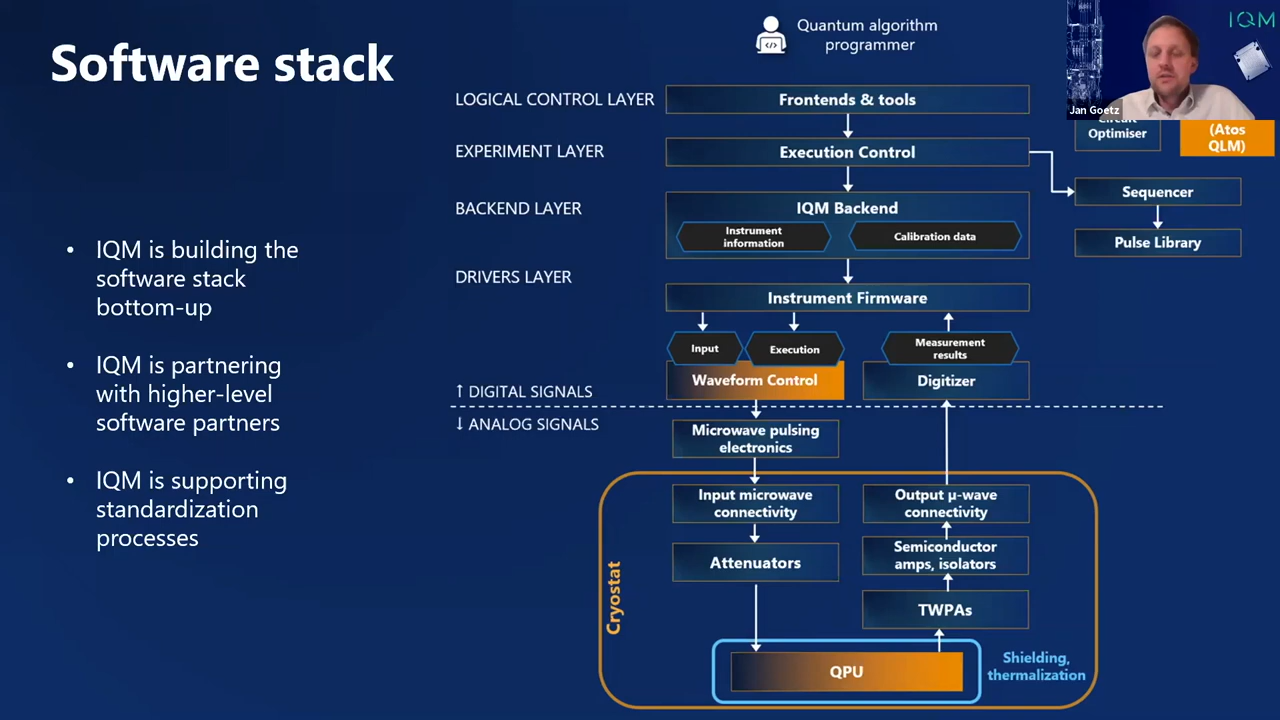 Software stack
Quantum algorithm
programmer
IQM
Jan Goetz
LOGICAL CONTROL LAYER
Frontends & tools
Circuit
Optimiser
(Atos
QLM)
EXPERIMENT LAYER
Execution Control
BACKEND LAYER
IQM Backend
Instrument
information
Calibration data
Sequencer
Pulse Library
DRIVERS LAYER
Instrument Firmware
Input
Execution
Measurement
results
Waveform Control
Digitizer
↑ DIGITAL SIGNALS
↓ ANALOG SIGNALS
Microwave pulsing
electronics
Input microwave
connectivity
Output μ-wave
connectivity
Attenuators
Semiconductor
amps, isolators
TWPAs
Cryostat
QPU
Shielding,
thermalization
• IQM is building the
software stack
bottom-up
• IQM is partnering
with higher-level
software partners
• IQM is supporting
standardization
processes